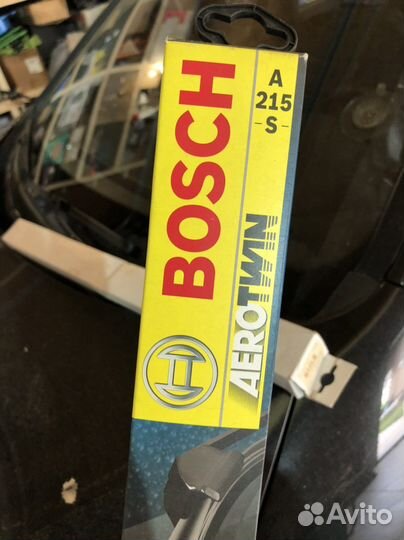 BOSCH
A
215
-S-
AEROTWIN
Avito